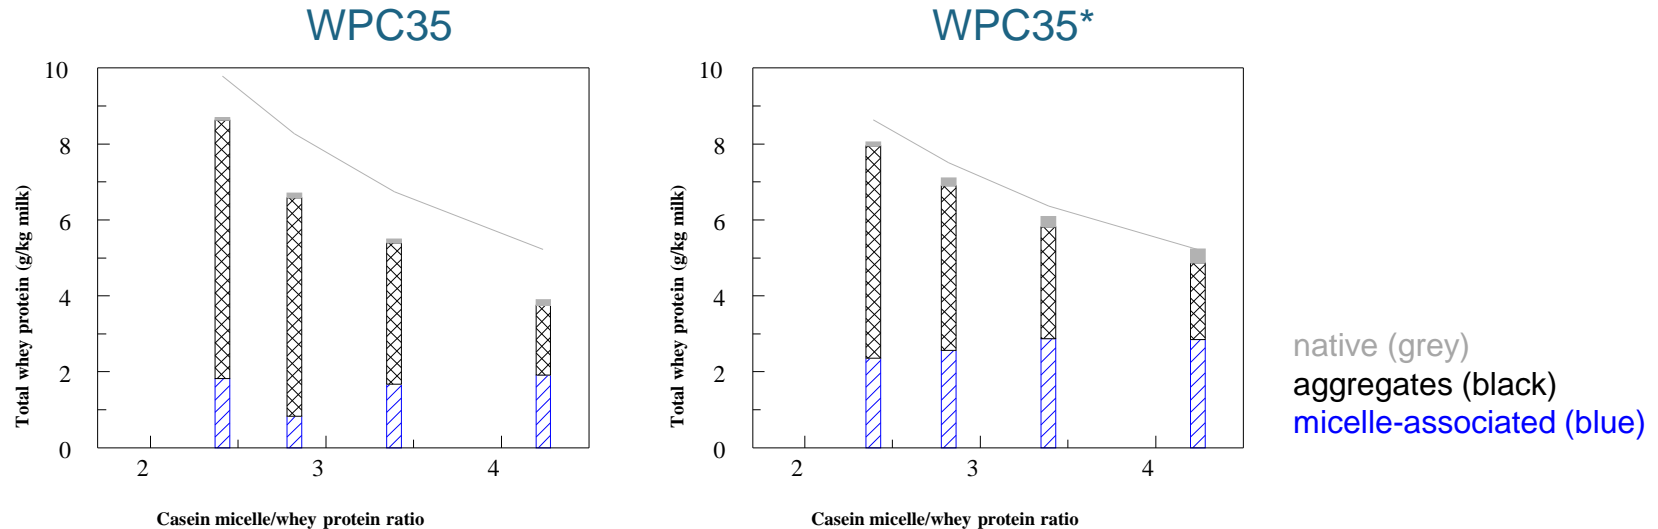 WPC35
10
8
6
4
2
0
2
3
4
Total whey protein (g/kg milk)
Casein micelle/whey protein ratio
WPC35*
10
8
6
4
2
0
2
3
4
Total whey protein (g/kg milk)
Casein micelle/whey protein ratio
native (grey)
aggregates (black)
micelle-associated (blue)